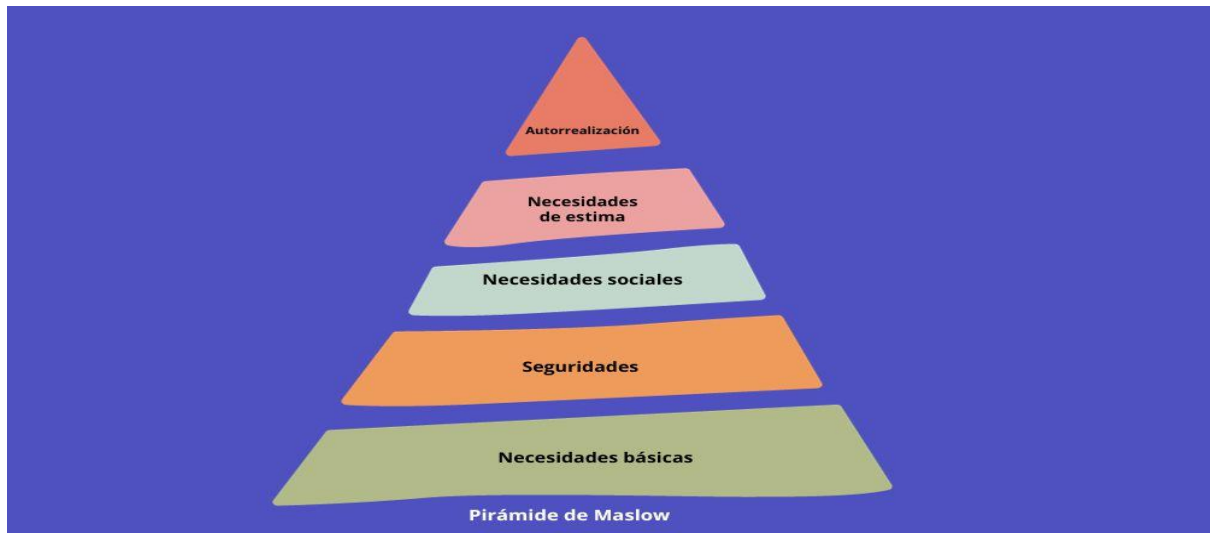 Autorrealización
Necesidades
de estima
Necesidades sociales
Seguridades
Necesidades básicas
Pirámide de Maslow